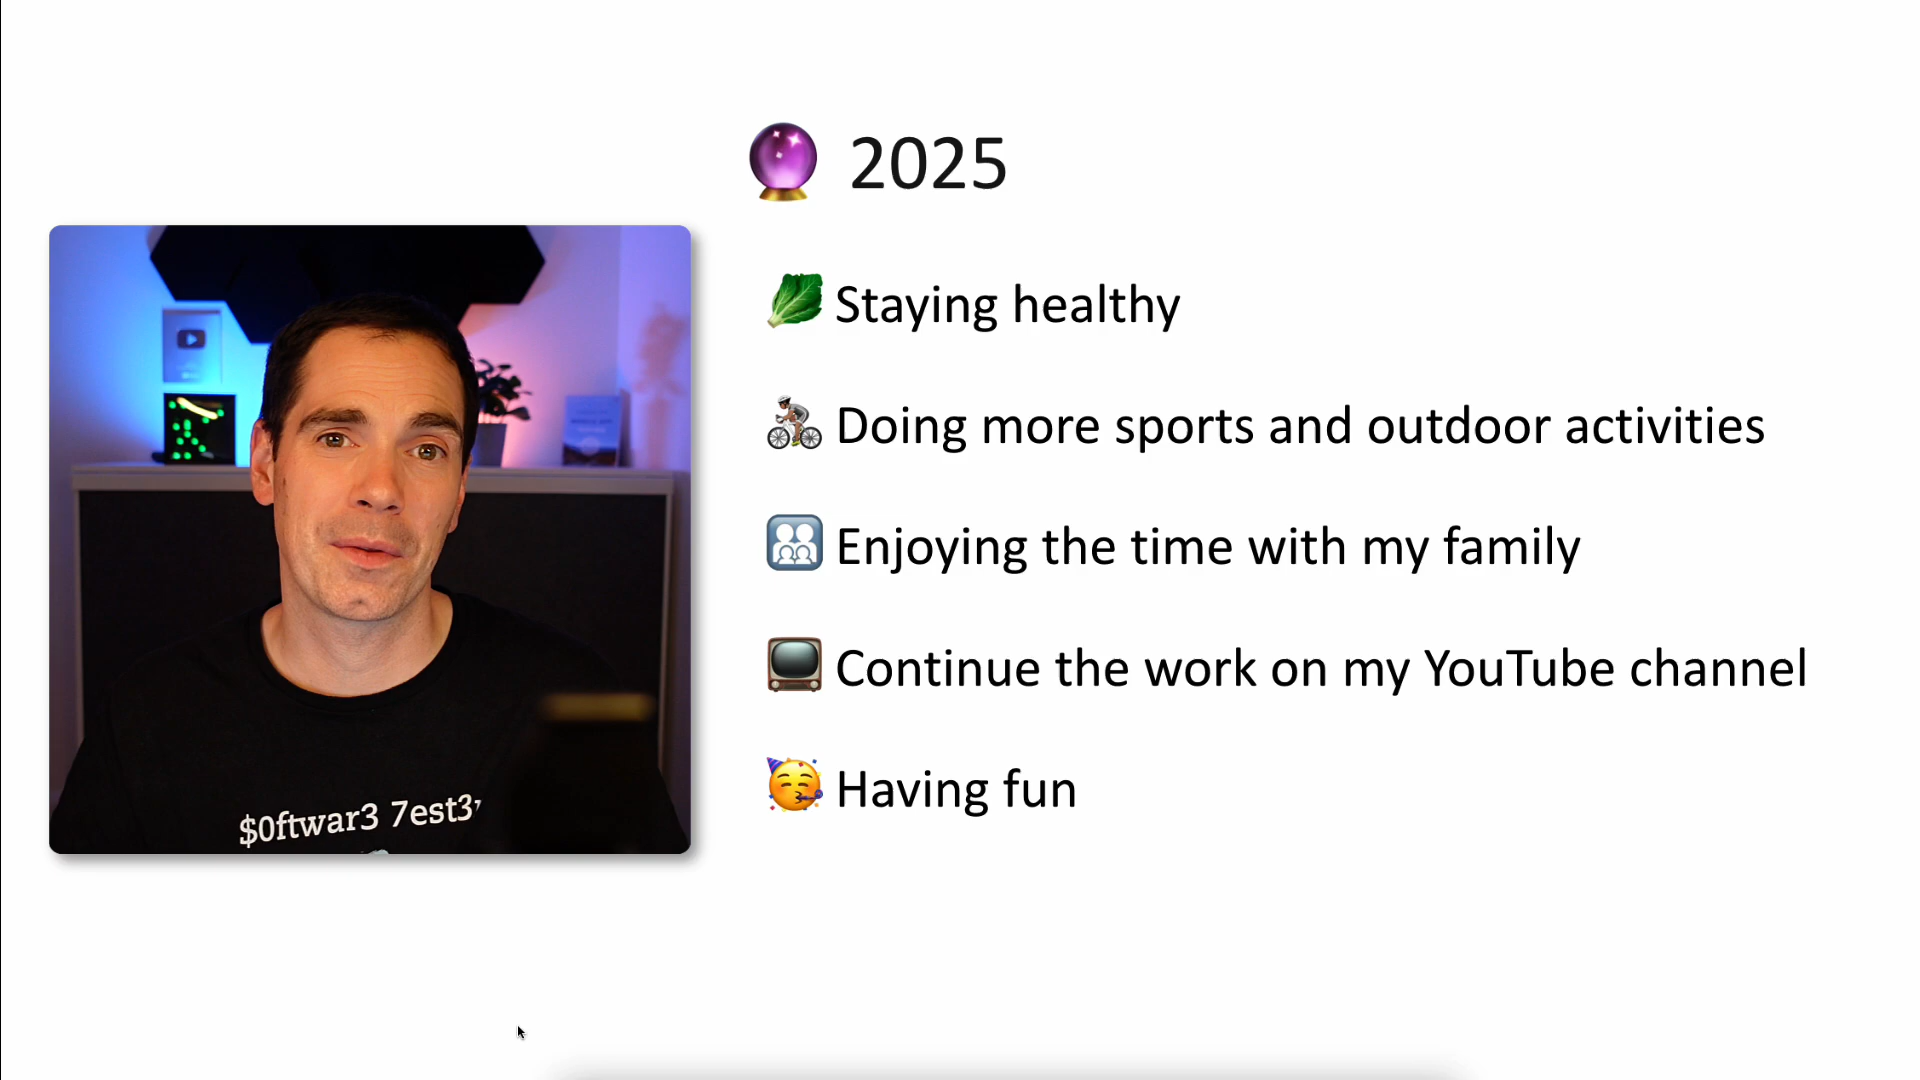 2025
Staying healthy
Doing more sports and outdoor activities
Enjoying the time with my family
Continue the work on my YouTube channel
Having fun
$0ftwar3 7est3